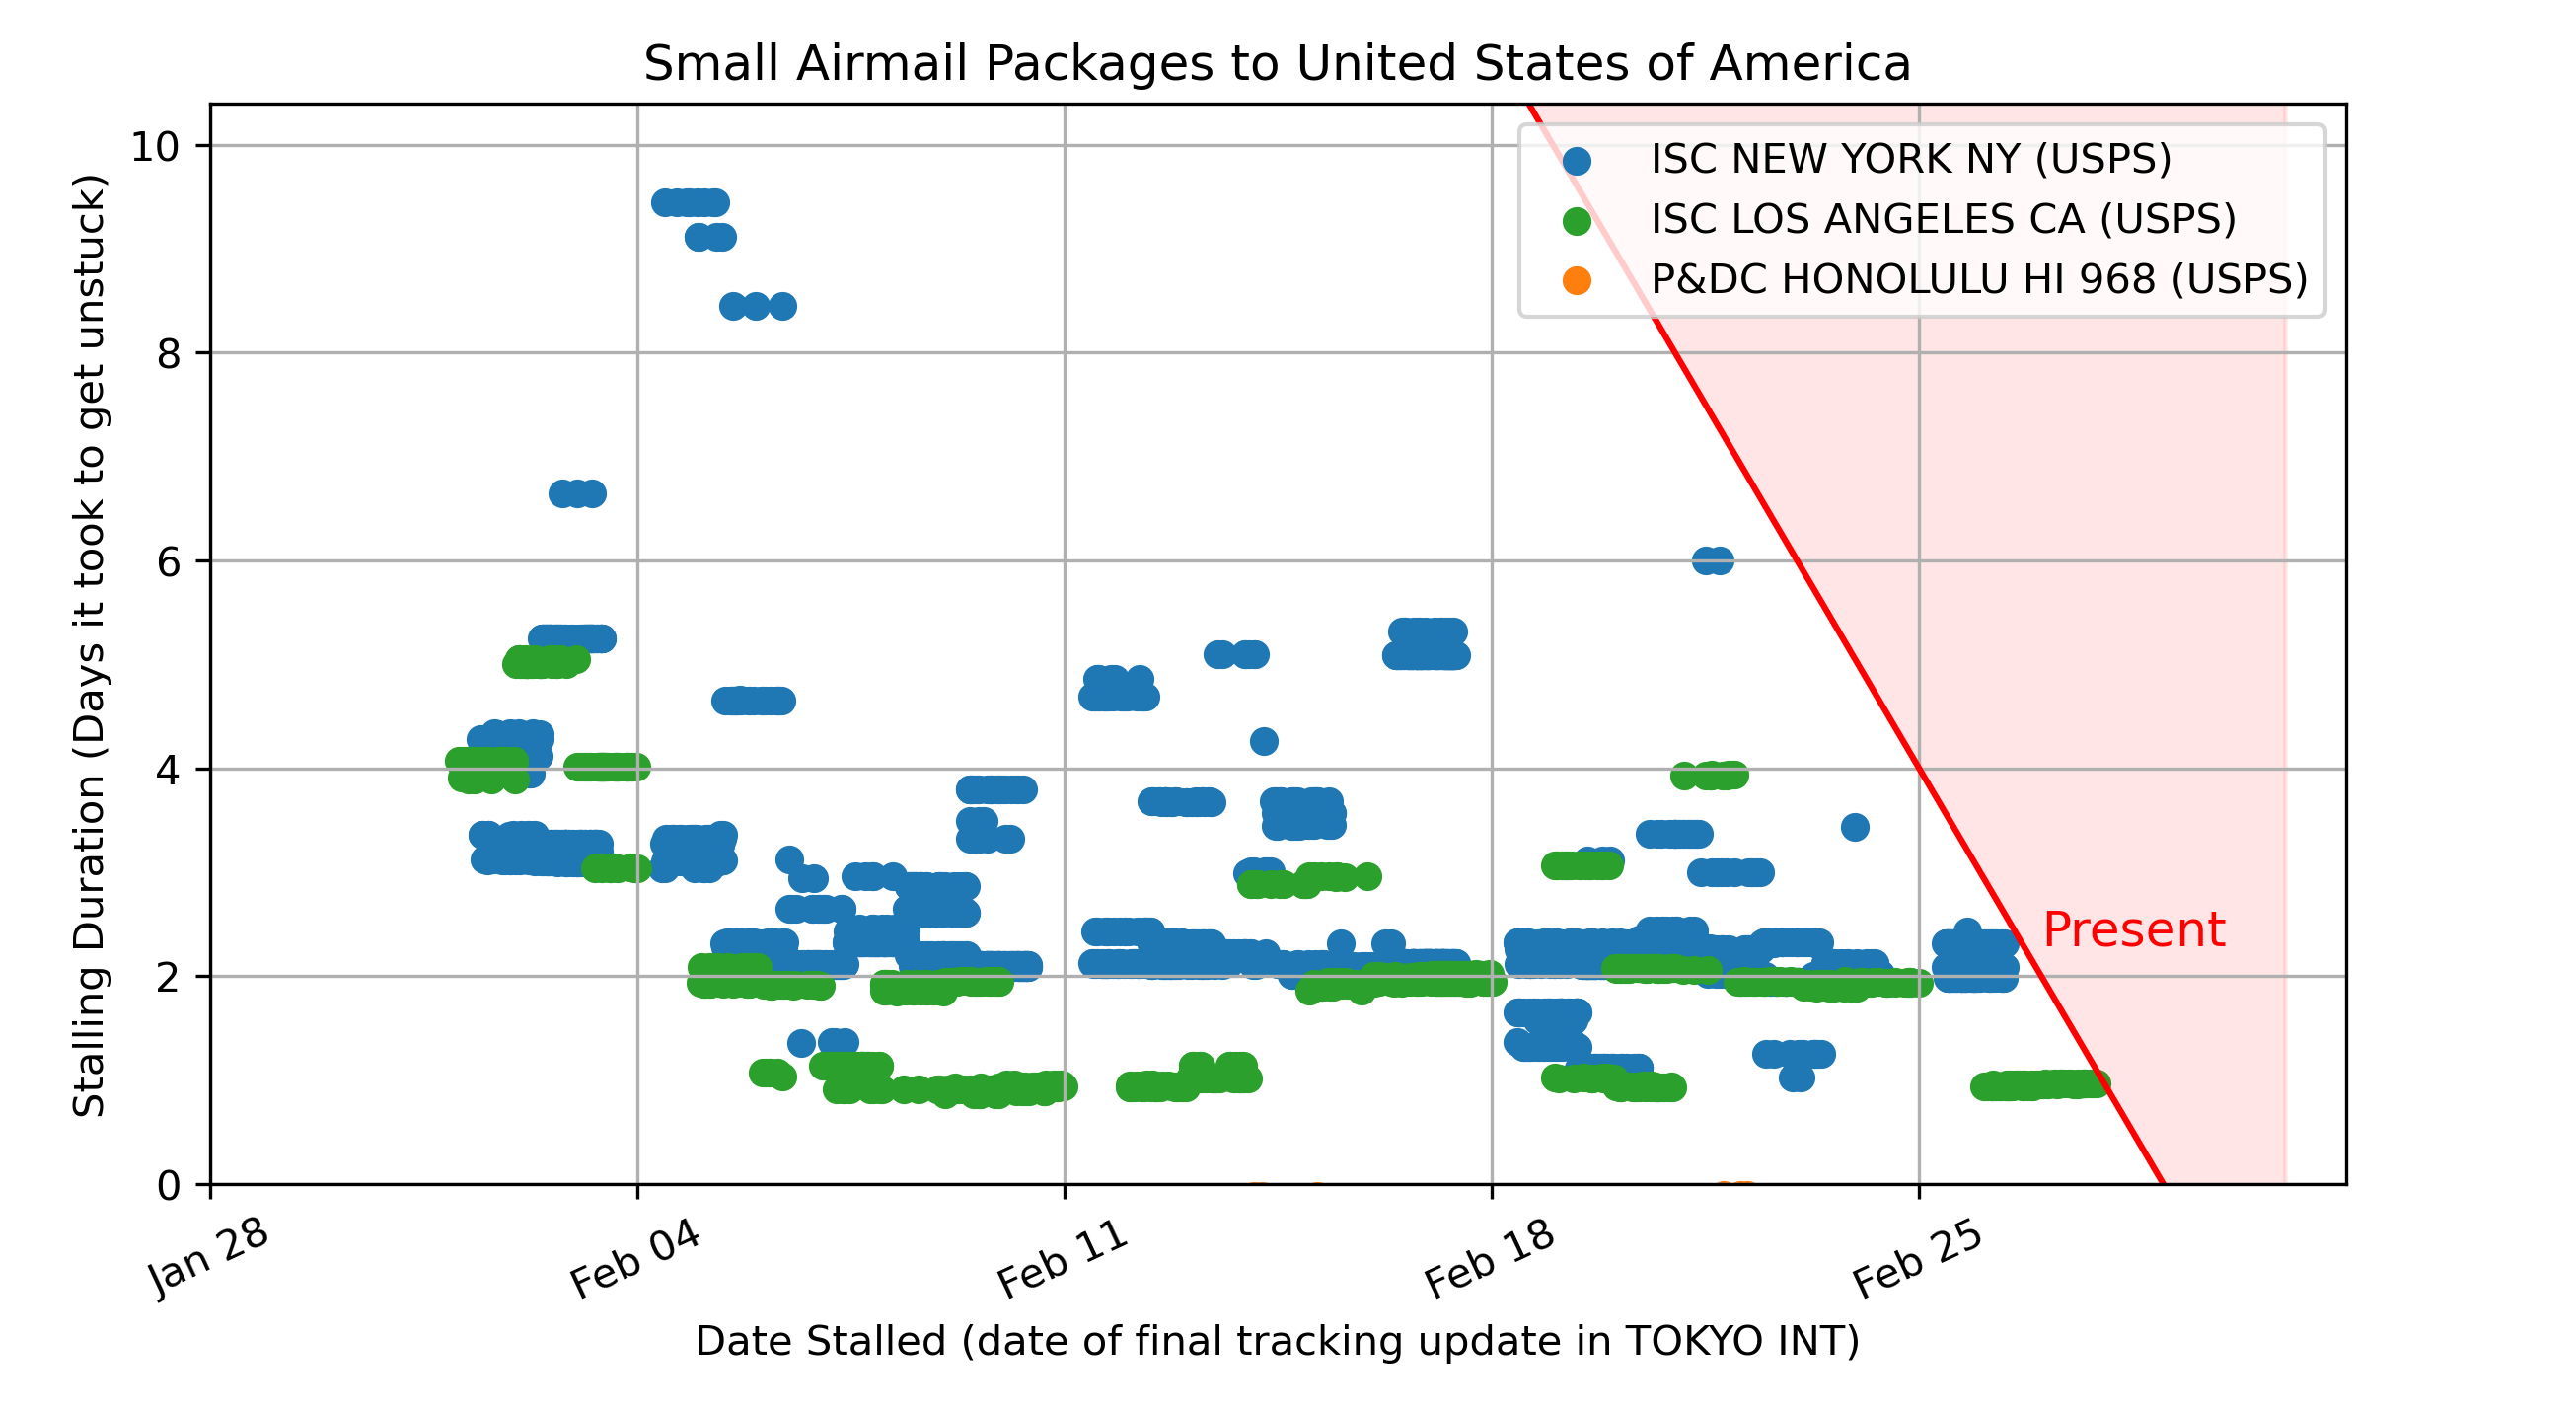 Small Airmail Packages to United States of America
ISC NEW YORK NY (USPS)
ISC LOS ANGELES CA (USPS)
P&DC HONOLULU HI 968 (USPS)
Present
Stalling Duration (Days it took to get unstuck)
10
8
6
4
2
0
Jan 28
Feb 04
Feb 11
Feb 18
Feb 25
Date Stalled (date of final tracking update in TOKYO INT)